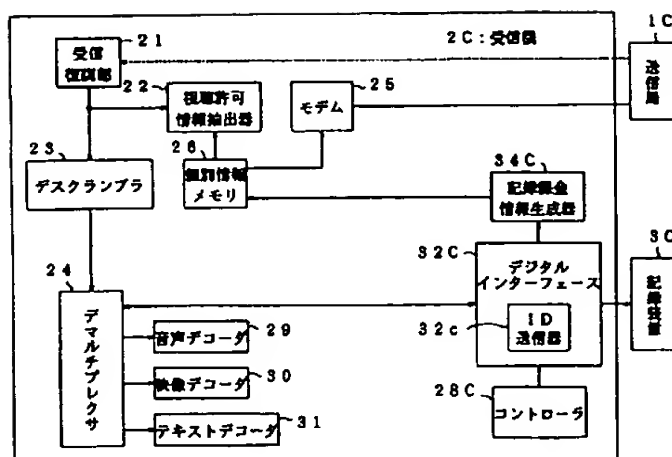 21
受信
復調部
2C:受信機
1C
送信機
22
視聴許可
情報抽出器
25
モデム
23
デスクランブラ
26
個別情報
メモリ
34C
記録課金
情報生成器
3C
記録装置
24
デマルチプレクサ
32C
デジタル
インターフェース
32c
ID
送信器
29
音声デコーダ
30
映像デコーダ
31
テキストデコーダ
28C
コントローラ